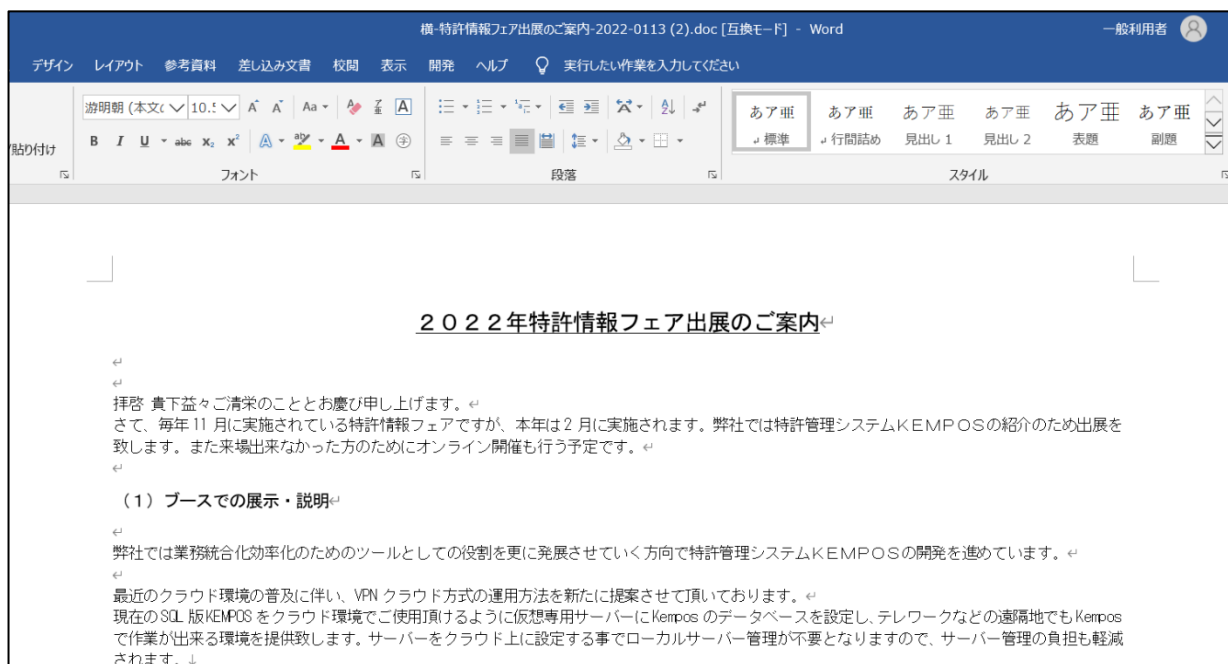 横-特許情報フェア出展のご案内-2022-0113 (2).doc [互換モード] - Word
一般利用者
デザイン レイアウト 参考資料 差し込み文書 校閲 表示 開発 ヘルプ 実行したい作業を入力してください
游明朝 (本文(
10.5
Aa
あア亜 あア亜 あア亜 あア亜 あア亜 あア亜
貼り付け
B I U abc x₂ x² A aby A A 字
標準 行間詰め 見出し 1 見出し 2 表題 副題
フォント 段落 スタイル
２０２２年特許情報フェア出展のご案内↵
↵
↵
拝啓 貴下益々ご清栄のこととお慶び申し上げます。↵
さて、毎年 11 月に実施されている特許情報フェアですが、本年は 2 月に実施されます。弊社では特許管理システムＫＥＭＰＯＳの紹介のため出展を
致します。また来場出来なかった方のためにオンライン開催も行う予定です。↵
↵
（１）ブースでの展示・説明↵
↵
弊社では業務統合化効率化のためのツールとしての役割を更に発展させていく方向で特許管理システムＫＥＭＰＯＳの開発を進めています。↵
↵
最近のクラウド環境の普及に伴い、VPN クラウド方式の運用方法を新たに提案させて頂いております。↵
現在の SQL 版 KEMPOS をクラウド環境でご使用頂けるように仮想専用サーバーに Kempos のデータベースを設定し、テレワークなどの遠隔地でも Kempos
で作業が出来る環境を提供致します。サーバーをクラウド上に設定する事でローカルサーバー管理が不要となりますので、サーバー管理の負担も軽減
されます。↓